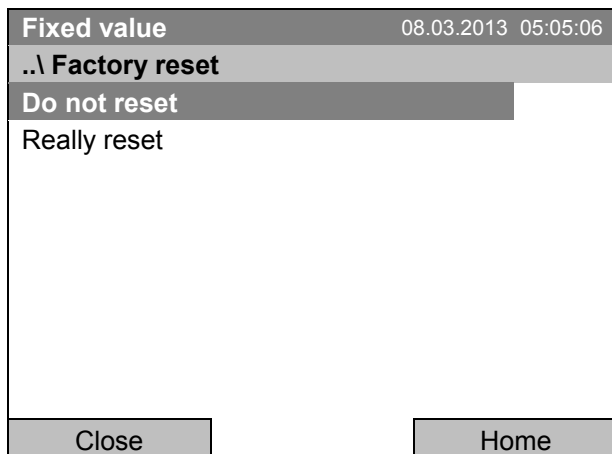 Fixed value 08.03.2013 05:05:06
..\ Factory reset
Do not reset
Really reset
Close Home